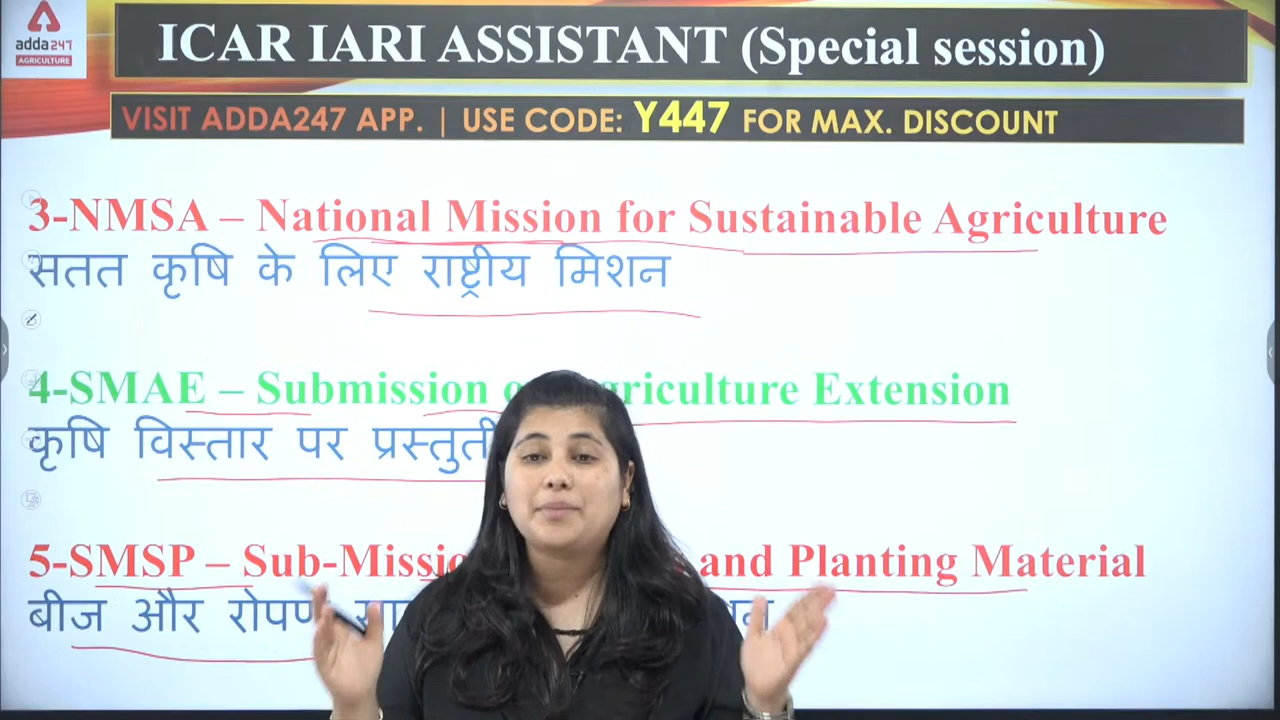 adda247
AGRICULTURE
ICAR IARI ASSISTANT (Special session)
VISIT ADDA247 APP. | USE CODE: Y447 FOR MAX. DISCOUNT
3-NMSA – National Mission for Sustainable Agriculture
सतत कृषि के लिए राष्ट्रीय मिशन
4-SMAE – Submission Extension
कृषि विस्तार पर प्रस्तुती
5-SMSP – Sub-Mission and Planting Material
बीज और रोपण